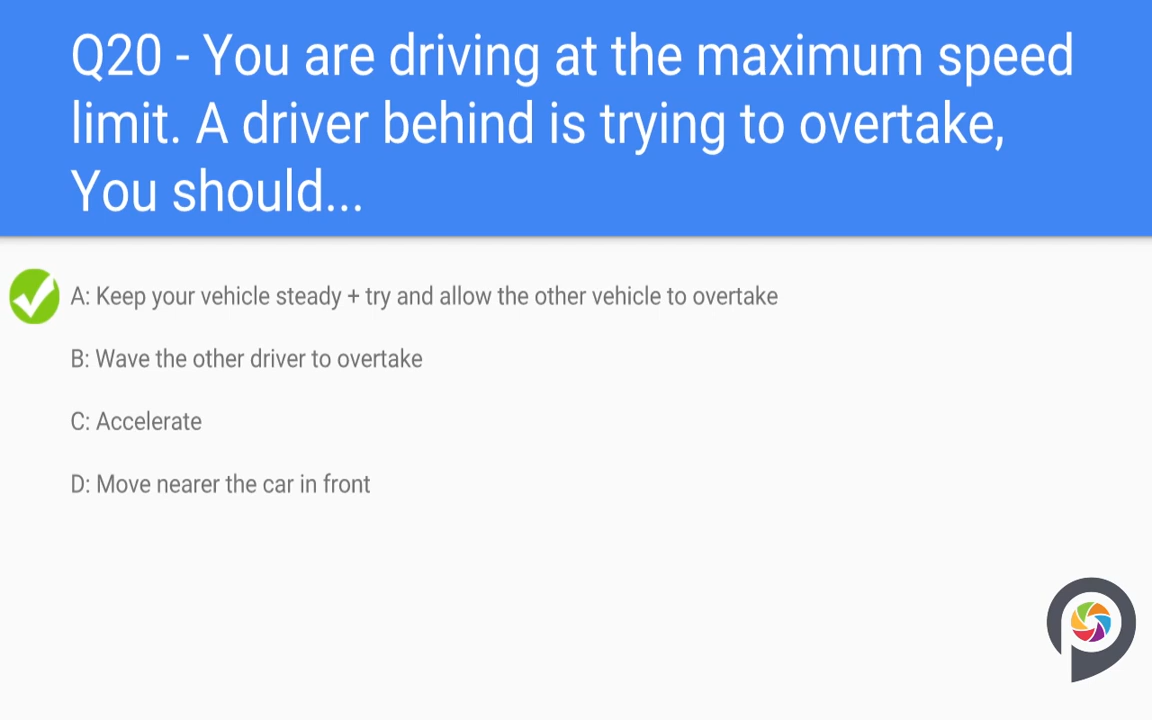 Q20 - You are driving at the maximum speed
limit. A driver behind is trying to overtake,
You should...
A: Keep your vehicle steady + try and allow the other vehicle to overtake
B: Wave the other driver to overtake
C: Accelerate
D: Move nearer the car in front